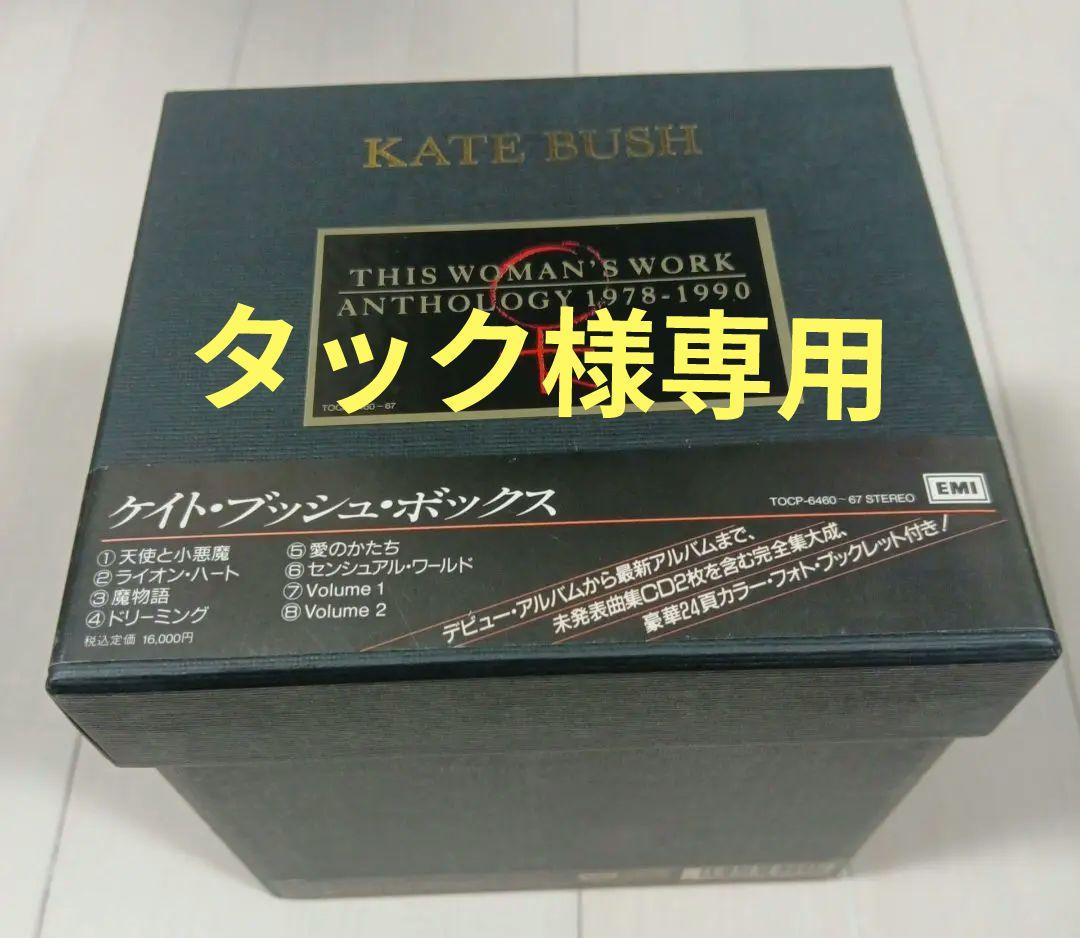 KATE BUSH
THIS WOMAN'S WORK
ANTHOLOGY 1978-1990
タック様専用
ケイト・ブッシュ・ボックス
TOCP-6460~67 STEREO
EMI
①天使と小悪魔
②ライオン・ハート
③魔物語
④ドリーミング
⑤愛のかたち
⑥センシュアル・ワールド
⑦Volume 1
⑧Volume 2
税込定価 16,000円
デビュー・アルバムから最新アルバムまで、
未発表曲集CD2枚を含む完全集大成、
豪華24頁カラー・フォト・ブックレット付き!